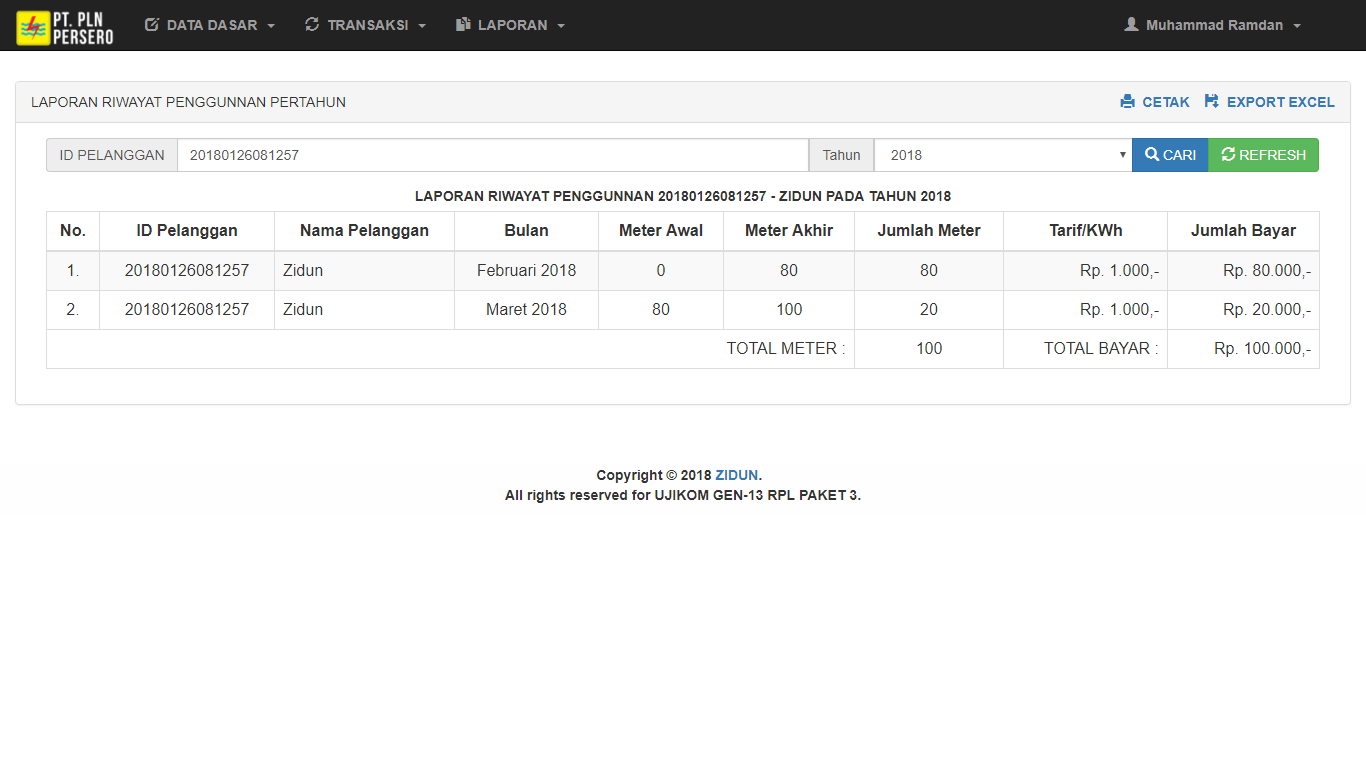 PT. PLN
PERSERO
DATA DASAR TRANSAKSI LAPORAN Muhammad Ramdan
LAPORAN RIWAYAT PENGGUNNAN PERTAHUN CETAK EXPORT EXCEL
ID PELANGGAN 20180126081257 Tahun 2018 CARI REFRESH
LAPORAN RIWAYAT PENGGUNNAN 20180126081257 - ZIDUN PADA TAHUN 2018
No. ID Pelanggan Nama Pelanggan Bulan Meter Awal Meter Akhir Jumlah Meter Tarif/KWh Jumlah Bayar
1. 20180126081257 Zidun Februari 2018 0 80 80 Rp. 1.000,- Rp. 80.000,-
2. 20180126081257 Zidun Maret 2018 80 100 20 Rp. 1.000,- Rp. 20.000,-
TOTAL METER : 100 TOTAL BAYAR : Rp. 100.000,-
Copyright © 2018 ZIDUN.
All rights reserved for UJIKOM GEN-13 RPL PAKET 3.